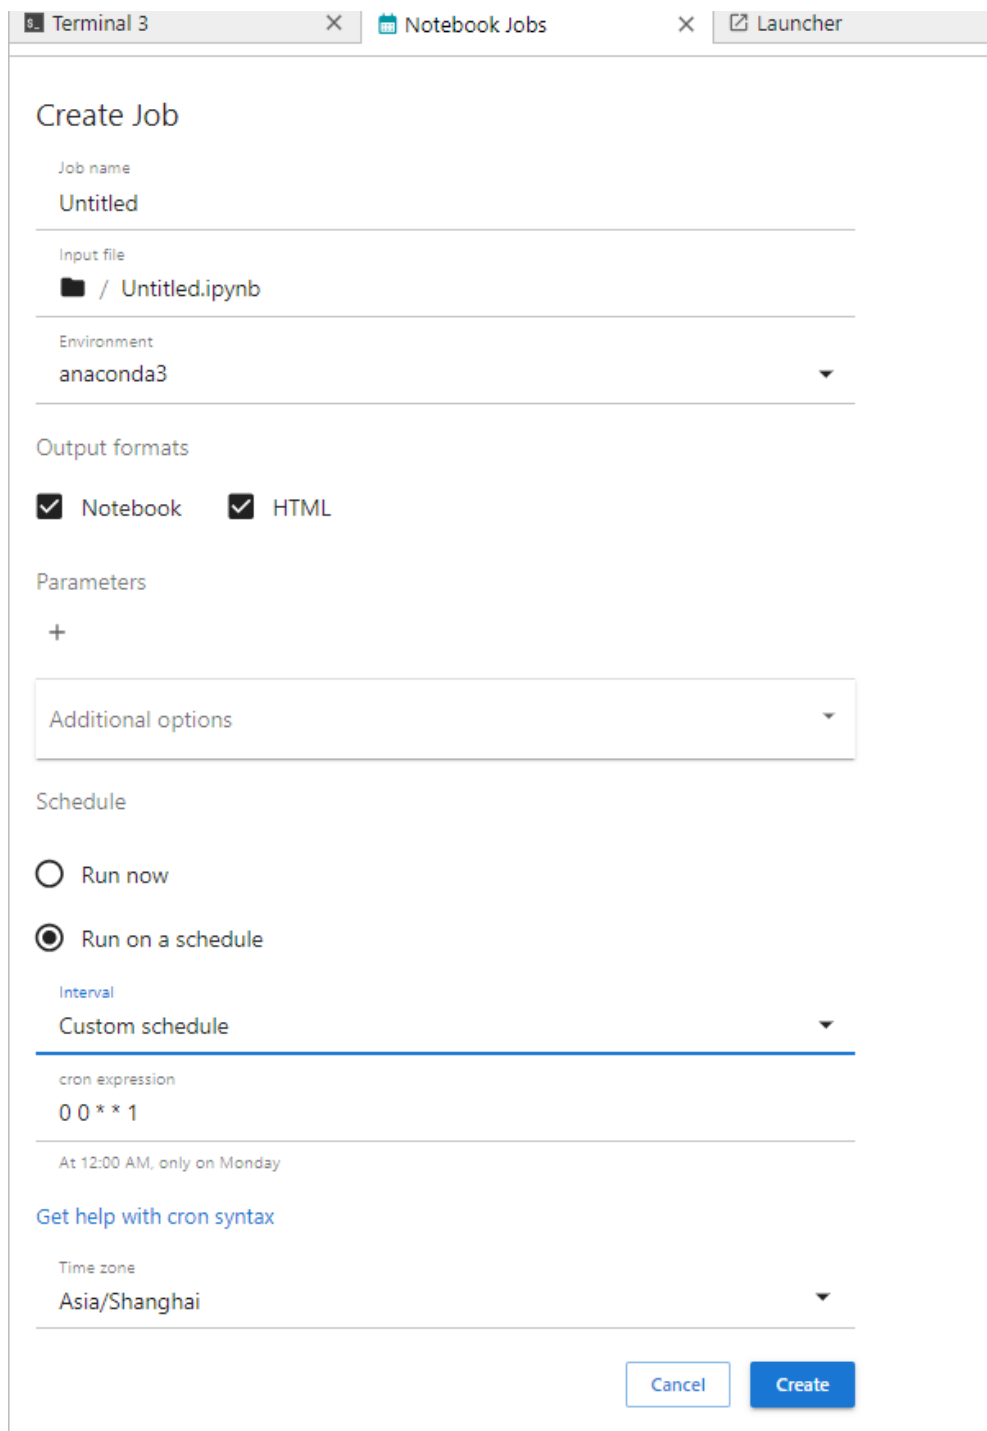 Terminal 3
Notebook Jobs
Launcher
Create Job
Job name
Untitled
Input file
/ Untitled.ipynb
Environment
anaconda3
Output formats
Notebook HTML
Parameters
+
Additional options
Schedule
Run now
Run on a schedule
Interval
Custom schedule
cron expression
0 0 * * 1
At 12:00 AM, only on Monday
Get help with cron syntax
Time zone
Asia/Shanghai
Cancel Create